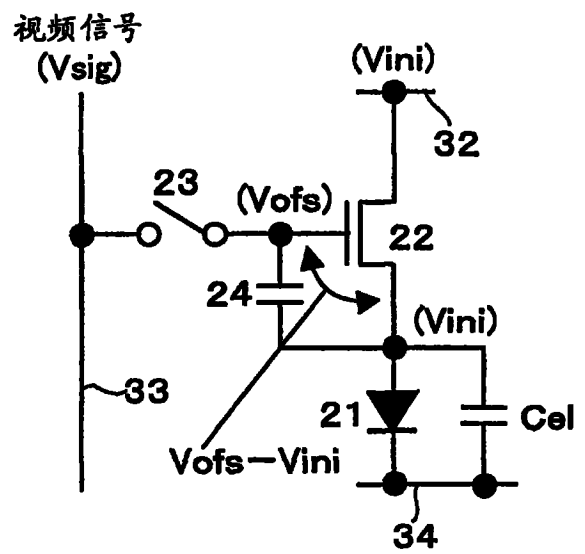 视频信号
(Vsig)
(Vini)
32
23
(Vofs)
22
24
(Vini)
33
21
Cel
Vofs－Vini
34